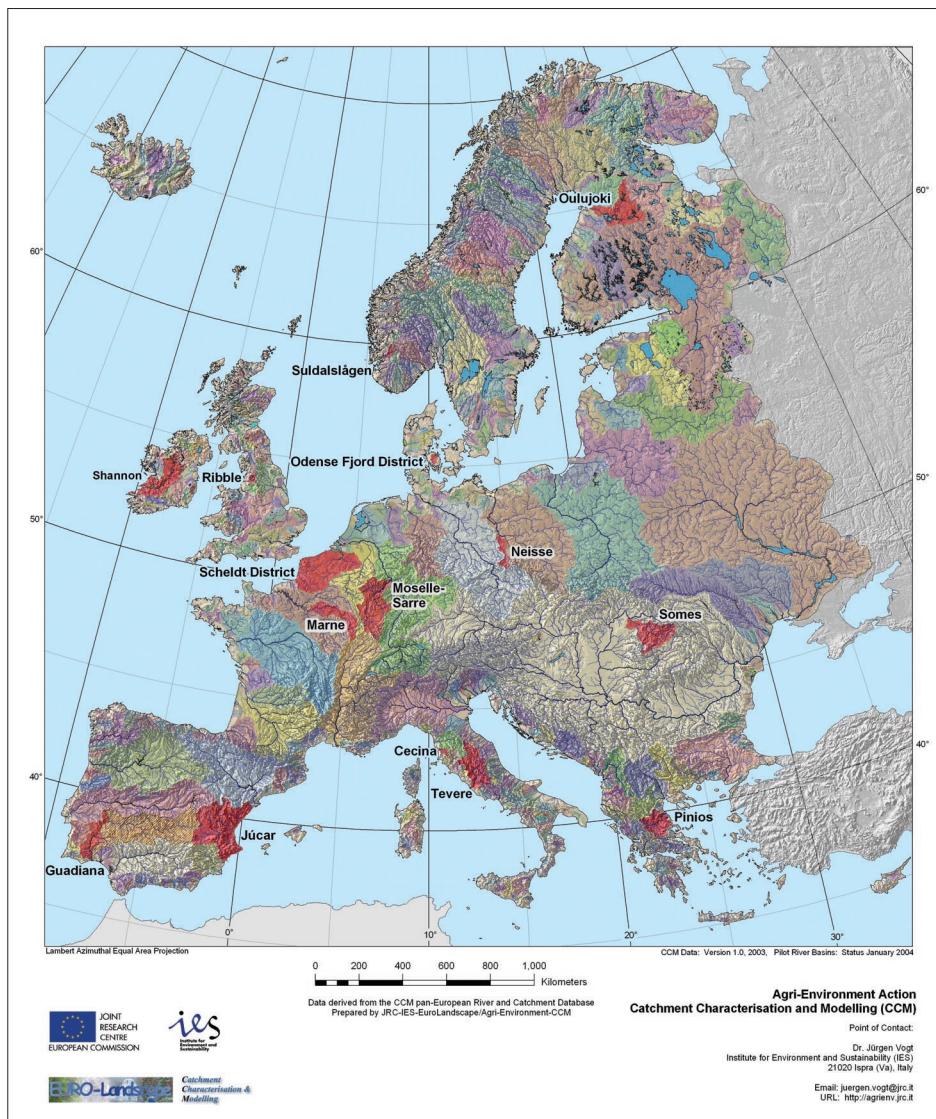 Oulujoki
60°
60°
Suldalslågen
Shannon
Ribble
Odense Fjord District
50°
50°
Scheldt District
Neisse
Moselle-
Sarre
Marne
Somes
Cecina
Tevere
40°
40°
Júcar
Pinios
Guadiana
0°
10°
20°
30°
Lambert Azimuthal Equal Area Projection
CCM Data: Version 1.0, 2003, Pilot River Basins: Status January 2004
0 200 400 600 800 1,000
Kilometers
Data derived from the CCM pan-European River and Catchment Database
Prepared by JRC-IES-EuroLandscape/Agri-Environment-CCM
Agri-Environment Action
Catchment Characterisation and Modelling (CCM)
Point of Contact:
Dr. Jürgen Vogt
Institute for Environment and Sustainability (IES)
21020 Ispra (Va), Italy
Email: juergen.vogt@jrc.it
URL: http://agrienv.jrc.it
JOINT
RESEARCH
CENTRE
EUROPEAN COMMISSION
ies
Institute for
Environment and
Sustainability
EURO-Landscape
Catchment
Characterisation &
Modelling